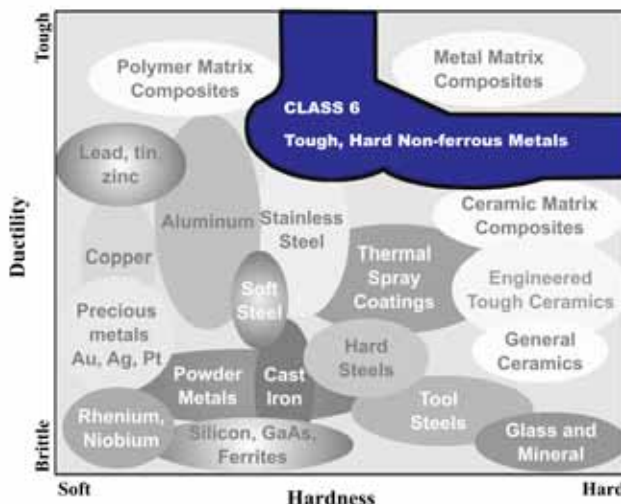 Tough
Polymer Matrix
Composites
Metal Matrix
Composites
CLASS 6
Tough, Hard Non-ferrous Metals
Lead, tin,
zinc
Aluminum
Stainless
Steel
Ceramic Matrix
Composites
Ductility
Copper
Thermal
Spray
Coatings
Engineered
Tough Ceramics
Soft
Steel
Precious
metals
Au, Ag, Pt
Hard
Steels
General
Ceramics
Powder
Metals
Cast
Iron
Tool
Steels
Rhenium,
Niobium
Silicon, GaAs,
Ferrites
Glass and
Mineral
Brittle
Soft
Hardness
Hard